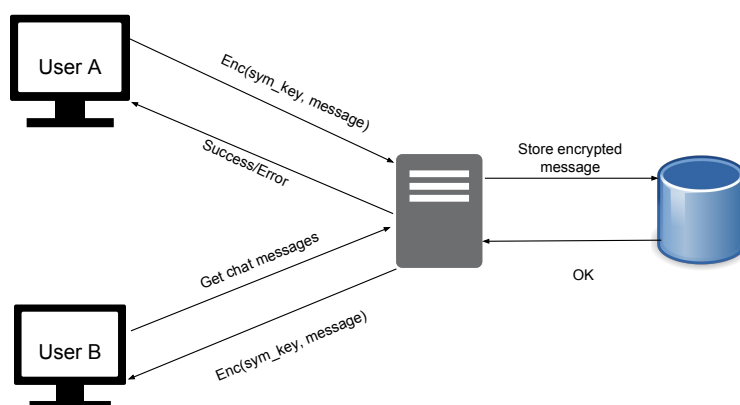 User A
Enc(sym_key, message)
Success/Error
Store encrypted
message
OK
Get chat messages
User B
Enc(sym_key, message)